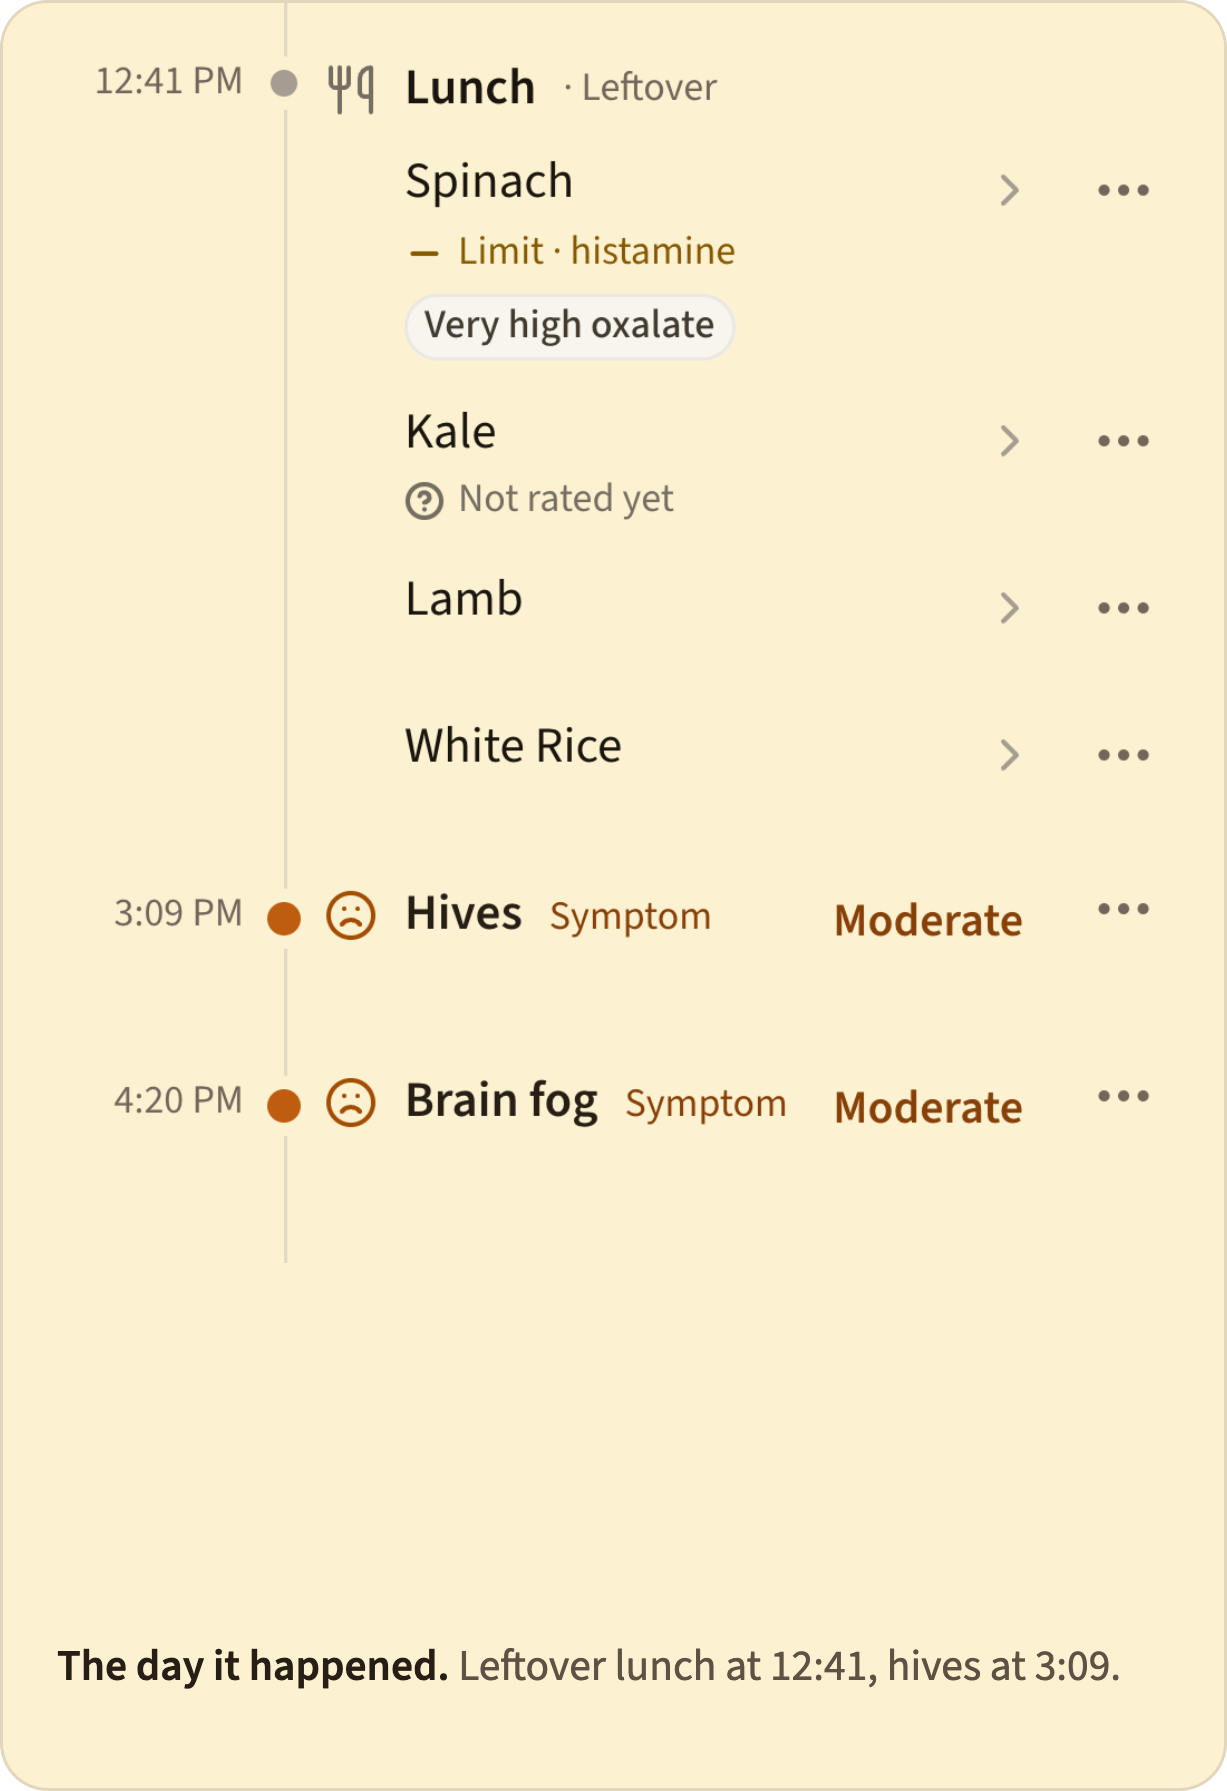 12:41 PM Lunch · Leftover
Spinach
– Limit · histamine
Very high oxalate
Kale
Not rated yet
Lamb
White Rice
3:09 PM Hives Symptom Moderate
4:20 PM Brain fog Symptom Moderate
The day it happened. Leftover lunch at 12:41, hives at 3:09.